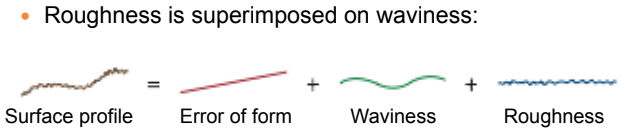 • Roughness is superimposed on waviness:
= + +
Surface profile Error of form Waviness Roughness